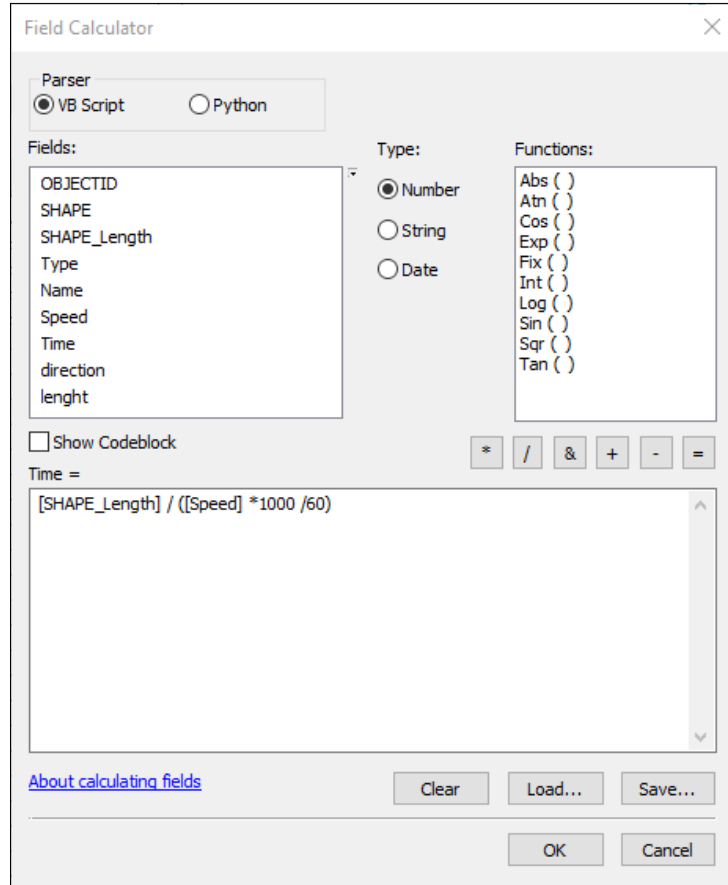 Field Calculator
Parser
VB Script
Python
Fields:
OBJECTID
SHAPE
SHAPE_Length
Type
Name
Speed
Time
direction
lenght
Type:
Number
String
Date
Functions:
Abs ( )
Atn ( )
Cos ( )
Exp ( )
Fix ( )
Int ( )
Log ( )
Sin ( )
Sqr ( )
Tan ( )
Show Codeblock
* / & + - =
Time =
[SHAPE_Length] / ([Speed] *1000 /60)
About calculating fields
Clear Load... Save...
OK Cancel